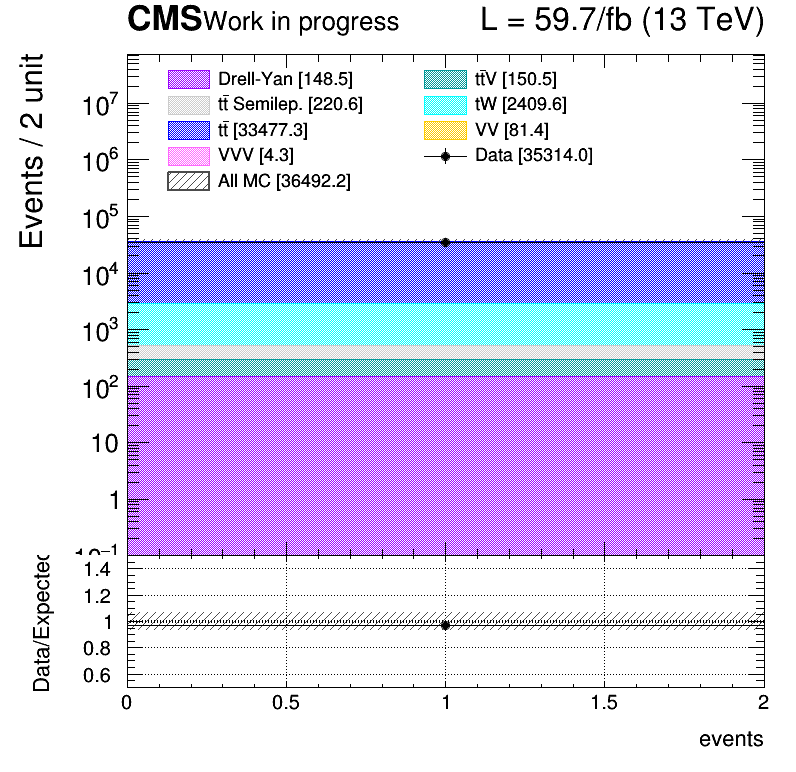 CMS Work in progress L = 59.7/fb (13 TeV)
Events / 2 unit
Drell-Yan [148.5] tt̄V [150.5]
tt̄ Semilep. [220.6] tW [2409.6]
tt̄ [33477.3] VV [81.4]
VVV [4.3] Data [35314.0]
All MC [36492.2]
10⁷
10⁶
10⁵
10⁴
10³
10²
10
1
10⁻¹
Data/Expected
1.4
1.2
1
0.8
0.6
0 0.5 1 1.5 2
events